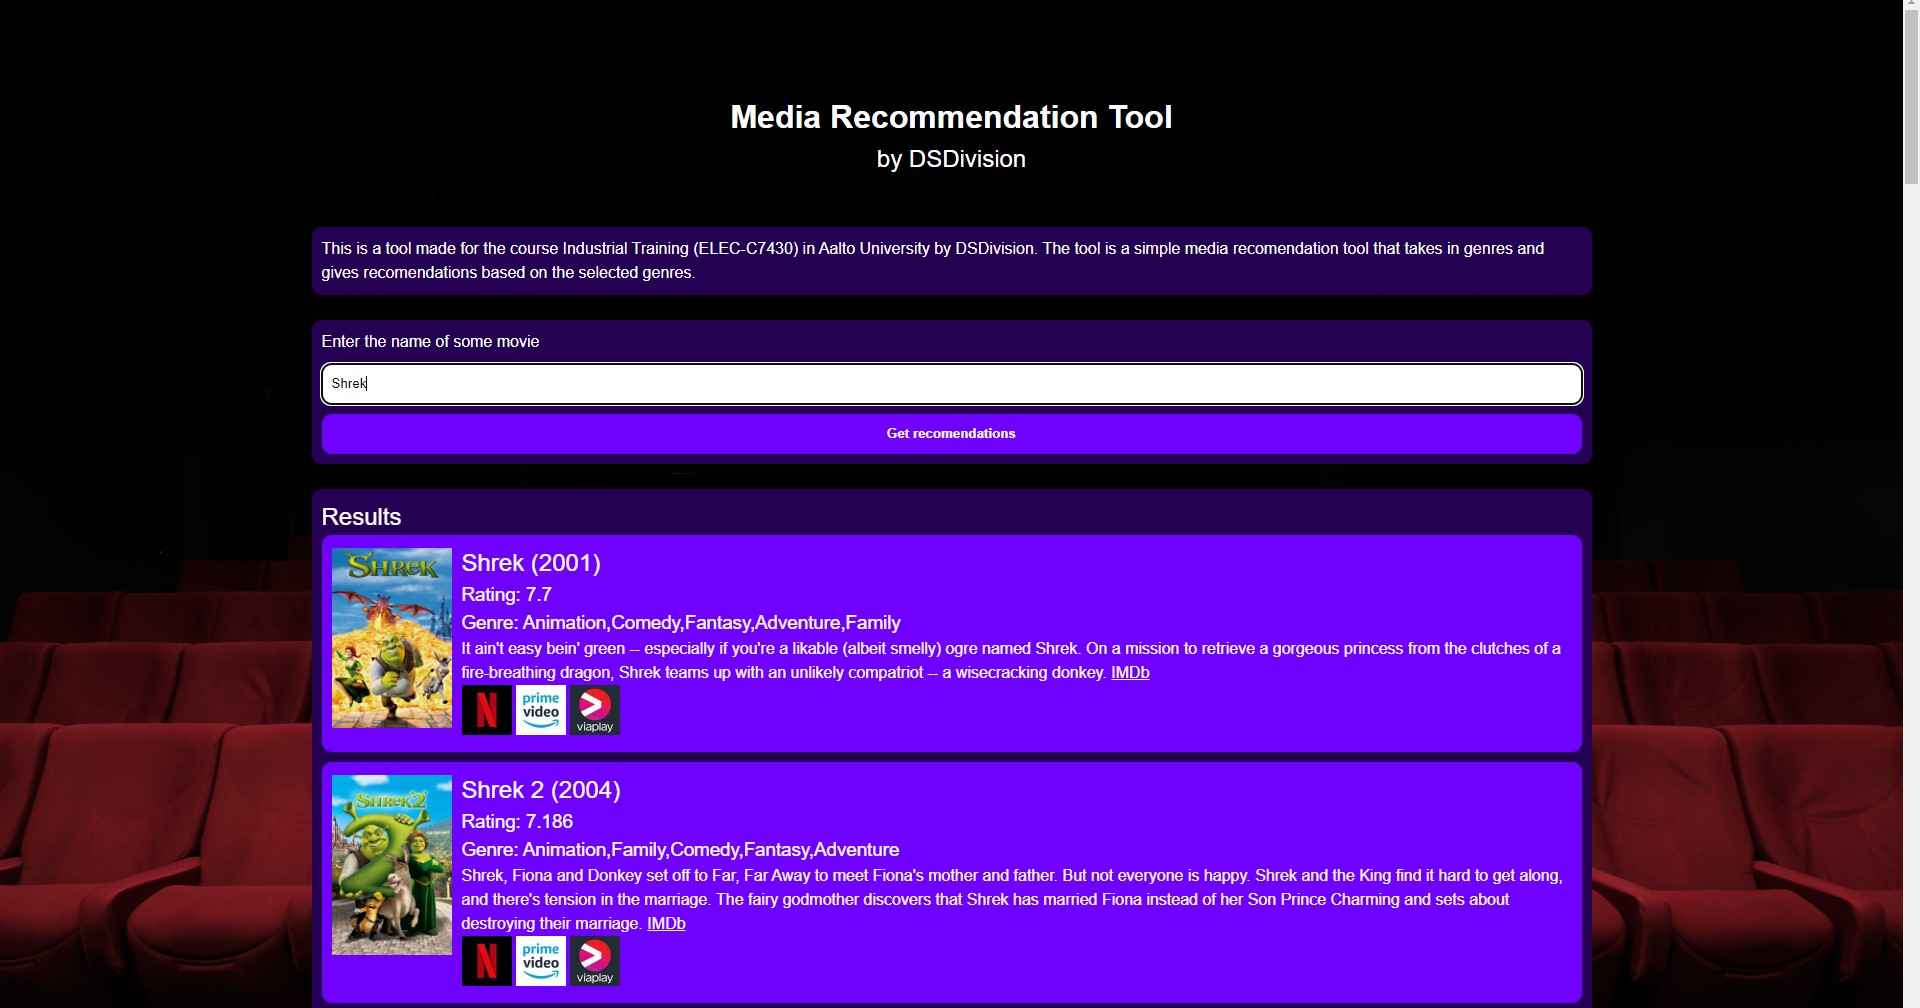 Media Recommendation Tool
by DSDivision
This is a tool made for the course Industrial Training (ELEC-C7430) in Aalto University by DSDivision. The tool is a simple media recomendation tool that takes in genres and
gives recomendations based on the selected genres.
Enter the name of some movie
Shrek
Get recomendations
Results
SHREK
Shrek (2001)
Rating: 7.7
Genre: Animation,Comedy,Fantasy,Adventure,Family
It ain't easy bein' green -- especially if you're a likable (albeit smelly) ogre named Shrek. On a mission to retrieve a gorgeous princess from the clutches of a
fire-breathing dragon, Shrek teams up with an unlikely compatriot -- a wisecracking donkey. IMDb
N
prime
video
viaplay
SHREK 2
Shrek 2 (2004)
Rating: 7.186
Genre: Animation,Family,Comedy,Fantasy,Adventure
Shrek, Fiona and Donkey set off to Far, Far Away to meet Fiona's mother and father. But not everyone is happy. Shrek and the King find it hard to get along,
and there's tension in the marriage. The fairy godmother discovers that Shrek has married Fiona instead of her Son Prince Charming and sets about
destroying their marriage. IMDb
N
prime
video
viaplay